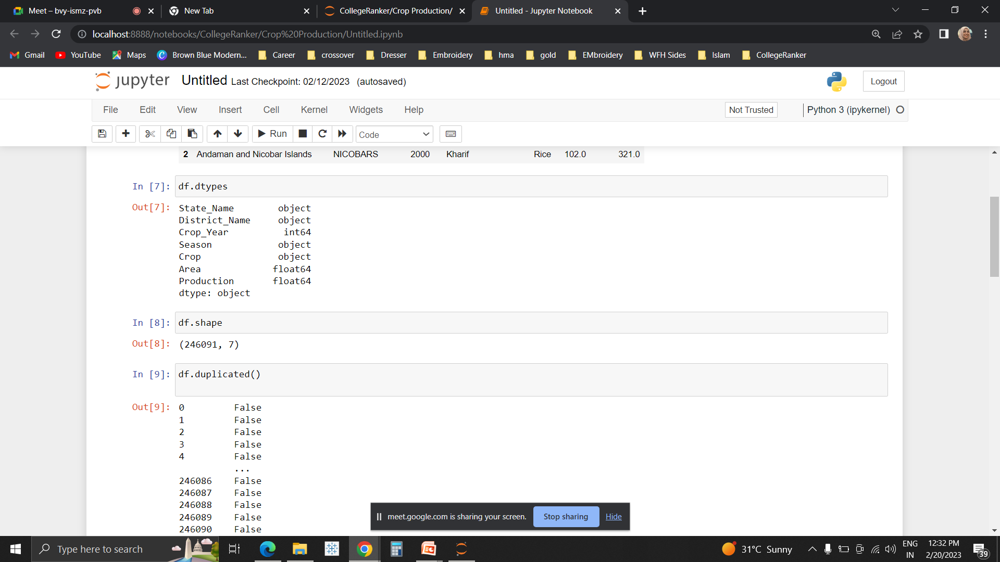 Meet – bvy-ismz-pvb
New Tab
CollegeRanker/Crop Production/
Untitled - Jupyter Notebook
localhost:8888/notebooks/CollegeRanker/Crop%20Production/Untitled.ipynb
Gmail
YouTube
Maps
Brown Blue Modern...
Career
crossover
Dresser
Embroidery
hma
gold
EMbroidery
WFH Sides
Islam
CollegeRanker
jupyter Untitled Last Checkpoint: 02/12/2023 (autosaved)
Logout
File Edit View Insert Cell Kernel Widgets Help
Not Trusted
Python 3 (ipykernel)
Run
Code
2 Andaman and Nicobar Islands NICOBARS 2000 Kharif Rice 102.0 321.0
In [7]: df.dtypes
Out[7]: State_Name object
District_Name object
Crop_Year int64
Season object
Crop object
Area float64
Production float64
dtype: object
In [8]: df.shape
Out[8]: (246091, 7)
In [9]: df.duplicated()
Out[9]: 0 False
1 False
2 False
3 False
4 False
...
246086 False
246087 False
246088 False
246089 False
246090 False
meet.google.com is sharing your screen.
Stop sharing
Hide
Type here to search
31°C Sunny
ENG
IN
12:32 PM
2/20/2023
39